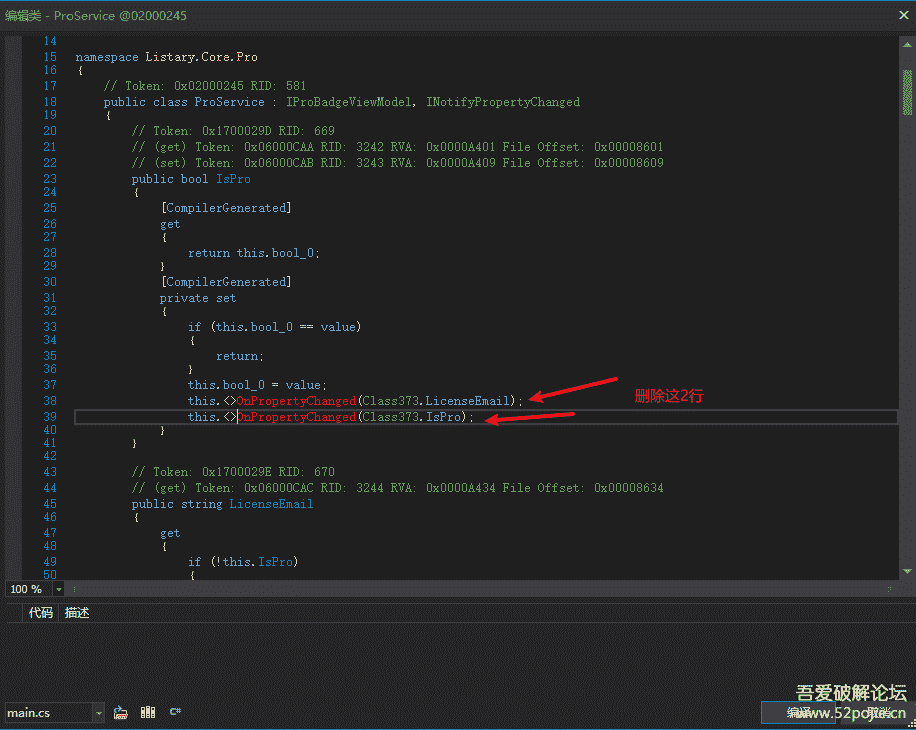 编辑类 - ProService @02000245
14
15 namespace Listary.Core.Pro
16 {
17 // Token: 0x02000245 RID: 581
18 public class ProService : IProBadgeViewModel, INotifyPropertyChanged
19 {
20 // Token: 0x1700029D RID: 669
21 // (get) Token: 0x06000CAA RID: 3242 RVA: 0x0000A401 File Offset: 0x00008601
22 // (set) Token: 0x06000CAB RID: 3243 RVA: 0x0000A409 File Offset: 0x00008609
23 public bool IsPro
24 {
25 [CompilerGenerated]
26 get
27 {
28 return this.bool_0;
29 }
30 [CompilerGenerated]
31 private set
32 {
33 if (this.bool_0 == value)
34 {
35 return;
36 }
37 this.bool_0 = value;
38 this.<>OnPropertyChanged(Class373.LicenseEmail);
删除这2行
39 this.<>OnPropertyChanged(Class373.IsPro);
40 }
41 }
42
43 // Token: 0x1700029E RID: 670
44 // (get) Token: 0x06000CAC RID: 3244 RVA: 0x0000A434 File Offset: 0x00008634
45 public string LicenseEmail
46 {
47 get
48 {
49 if (!this.IsPro)
50 {
100 %
代码 描述
吾爱破解论坛
main.cs C#
www.52pojie.cn